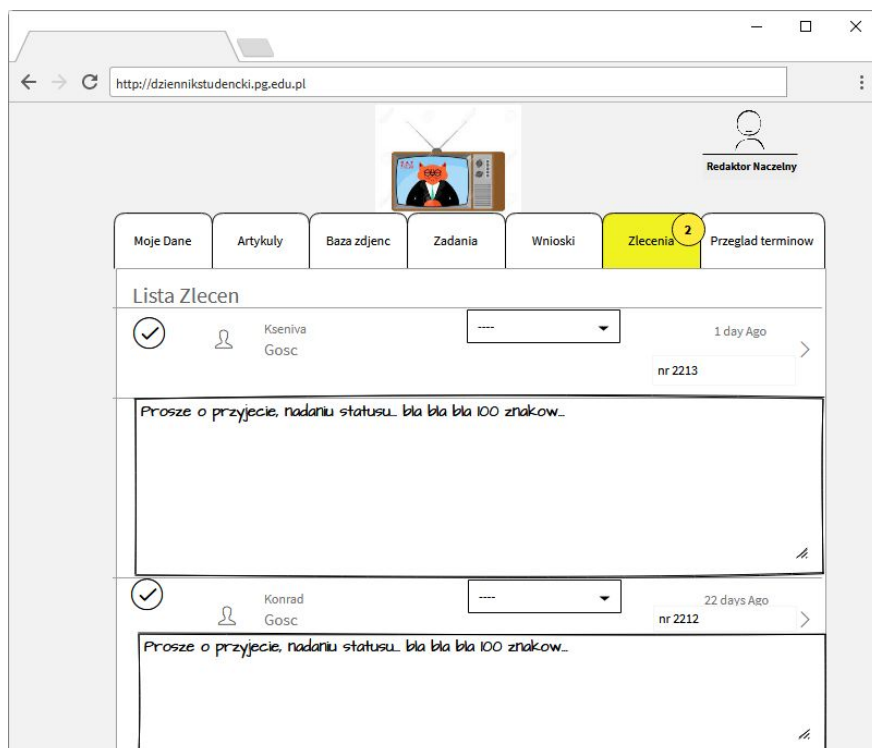 http://dziennikstudencki.pg.edu.pl
Redaktor Naczelny
Moje Dane
Artykuly
Baza zdjenc
Zadania
Wnioski
Zlecenia
2
Przeglad terminow
Lista Zlecen
Kseniva
Gosc
----
1 day Ago
nr 2213
Prosze o przyjecie, nadaniu statusu... bla bla bla 100 znakow...
Konrad
Gosc
----
22 days Ago
nr 2212
Prosze o przyjecie, nadaniu statusu... bla bla bla 100 znakow...